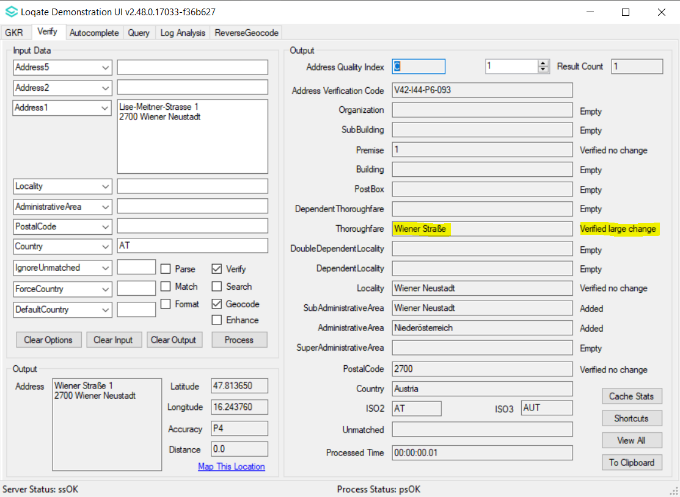 Loqate Demonstration UI v2.48.0.17033-f36b627
GKR Verify Autocomplete Query Log Analysis ReverseGeocode
Input Data
Address5
Address2
Address1
Lise-Meitner-Strasse 1
2700 Wiener Neustadt
Locality
AdministrativeArea
PostalCode
Country AT
IgnoreUnmatched Parse Verify
ForceCountry Match Search
DefaultCountry Format Geocode
Enhance
Clear Options Clear Input Clear Output Process
Output
Address
Wiener Straße 1
2700 Wiener Neustadt
Latitude 47.813650
Longitude 16.243760
Accuracy P4
Distance 0.0
Map This Location
Output
Address Quality Index C 1 Result Count 1
Address Verification Code V42-I44-P6-093
Organization Empty
SubBuilding Empty
Premise 1 Verified no change
Building Empty
PostBox Empty
DependentThoroughfare Empty
Thoroughfare Wiener Straße Verified large change
DoubleDependentLocality Empty
DependentLocality Empty
Locality Wiener Neustadt Verified no change
SubAdministrativeArea Wiener Neustadt Added
AdministrativeArea Niederösterreich Added
SuperAdministrativeArea Empty
PostalCode 2700 Verified no change
Country Austria
ISO2 AT ISO3 AUT
Unmatched
Processed Time 00:00:00.01
Cache Stats
Shortcuts
View All
To Clipboard
Server Status: ssOK Process Status: psOK